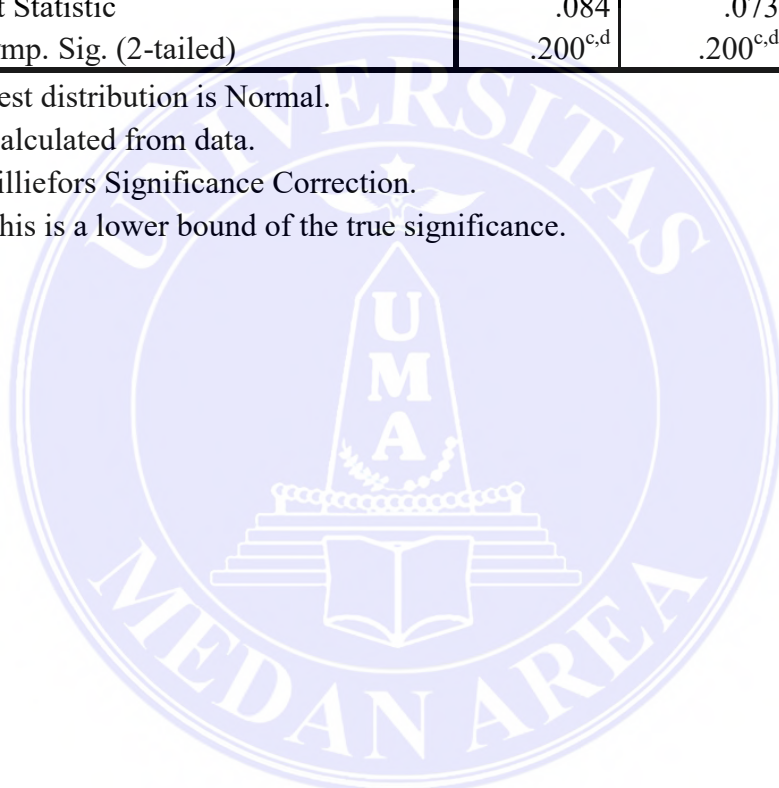 t Statistic .084 .073
mp. Sig. (2-tailed) .200c,d .200c,d
est distribution is Normal.
alculated from data.
illiefors Significance Correction.
his is a lower bound of the true significance.
UNIVERSITAS
U
M
A
MEDAN AREA